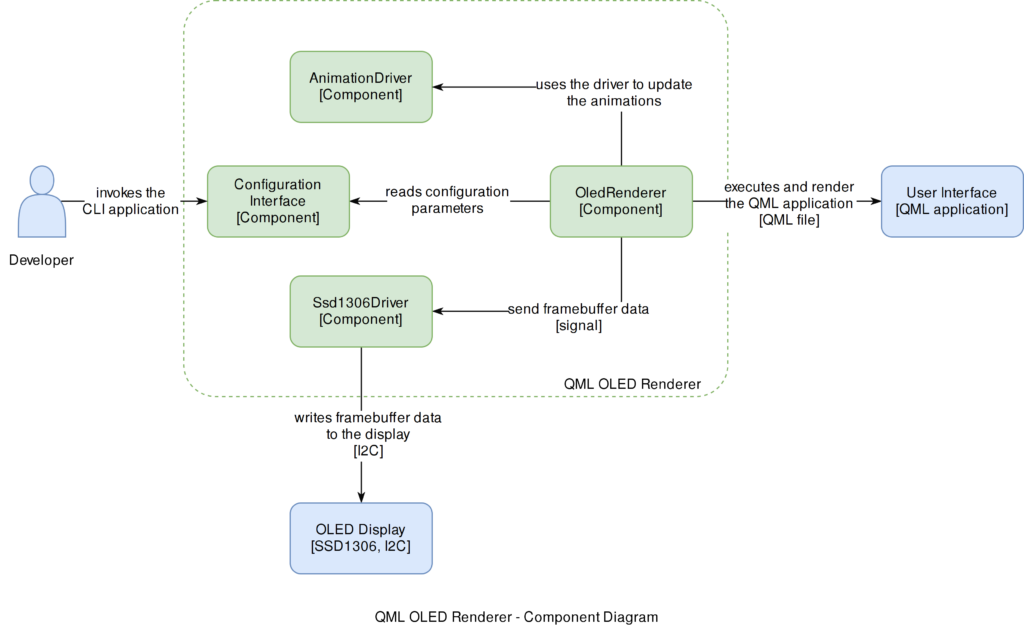 AnimationDriver
[Component]
uses the driver to update
the animations
Developer
invokes the
CLI application
Configuration
Interface
[Component]
reads configuration
parameters
OledRenderer
[Component]
executes and render
the QML application
[QML file]
User Interface
[QML application]
Ssd1306Driver
[Component]
send framebuffer data
[signal]
QML OLED Renderer
writes framebuffer data
to the display
[I2C]
OLED Display
[SSD1306, I2C]
QML OLED Renderer - Component Diagram